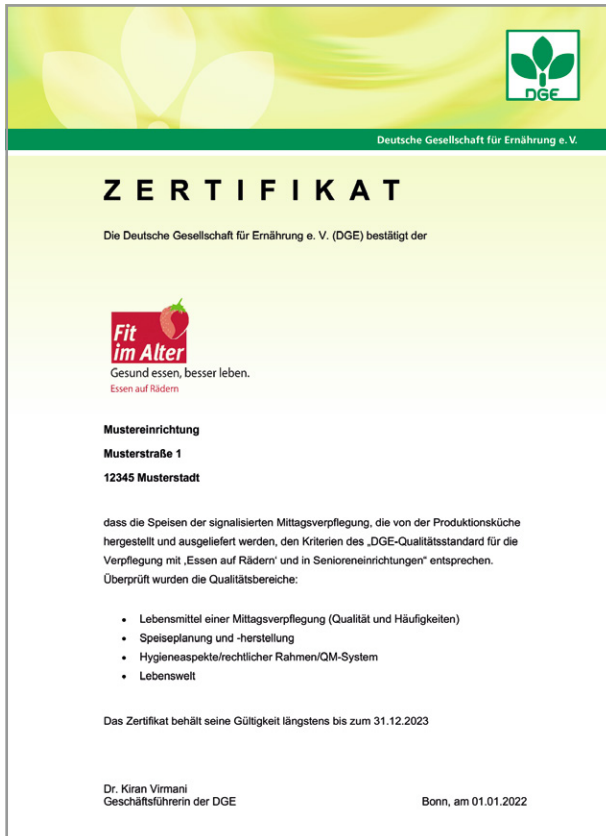 DGE
Deutsche Gesellschaft für Ernährung e. V.
ZERTIFIKAT
Die Deutsche Gesellschaft für Ernährung e. V. (DGE) bestätigt der
Fit
im Alter
Gesund essen, besser leben.
Essen auf Rädern
Mustereinrichtung
Musterstraße 1
12345 Musterstadt
dass die Speisen der signalisierten Mittagsverpflegung, die von der Produktionsküche
hergestellt und ausgeliefert werden, den Kriterien des „DGE-Qualitätsstandard für die
Verpflegung mit ‚Essen auf Rädern‘ und in Senioreneinrichtungen“ entsprechen.
Überprüft wurden die Qualitätsbereiche:
• Lebensmittel einer Mittagsverpflegung (Qualität und Häufigkeiten)
• Speiseplanung und -herstellung
• Hygieneaspekte/rechtlicher Rahmen/QM-System
• Lebenswelt
Das Zertifikat behält seine Gültigkeit längstens bis zum 31.12.2023
Dr. Kiran Virmani
Geschäftsführerin der DGE
Bonn, am 01.01.2022